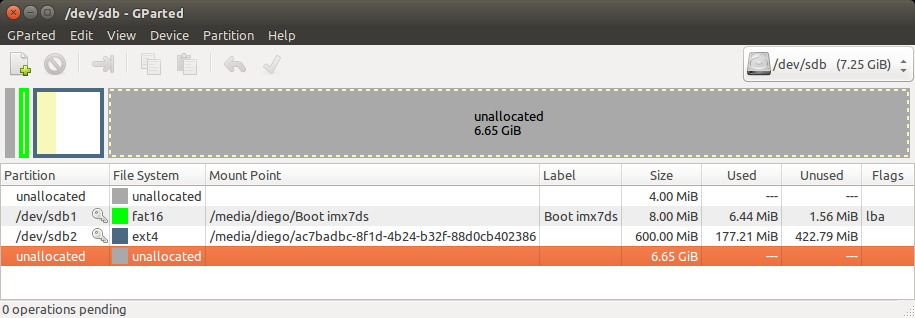 /dev/sdb - GParted
GParted Edit View Device Partition Help
/dev/sdb (7.25 GiB)
unallocated
6.65 GiB
Partition File System Mount Point Label Size Used Unused Flags
unallocated unallocated 4.00 MiB --- ---
/dev/sdb1 fat16 /media/diego/Boot imx7ds Boot imx7ds 8.00 MiB 6.44 MiB 1.56 MiB lba
/dev/sdb2 ext4 /media/diego/ac7badbc-8f1d-4b24-b32f-88d0cb402386 600.00 MiB 177.21 MiB 422.79 MiB
unallocated unallocated 6.65 GiB --- ---
0 operations pending